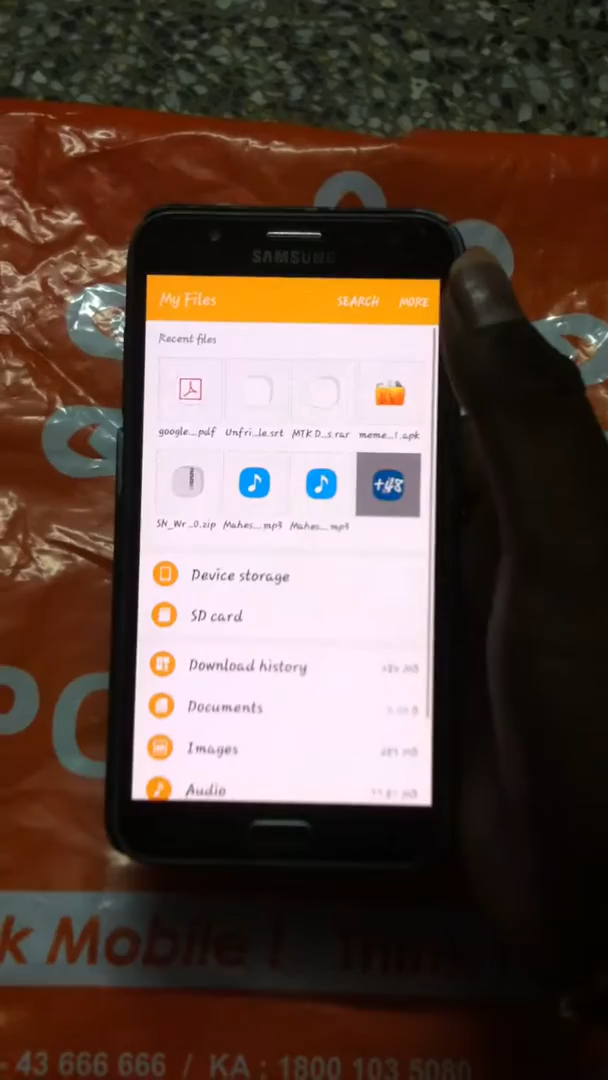 SAMSUNG
My Files
SEARCH
MORE
Recent files
google....pdf
Unfri...le.srt
MTK D...s.rar
meme...1.apk
+48
SN_Wr...0.zip
Mahes....mp3
Mahes....mp3
Device storage
SD card
Download history
Documents
Images
Audio
k Mobile!
- 43 666 666 / KA : 1800 103 5080